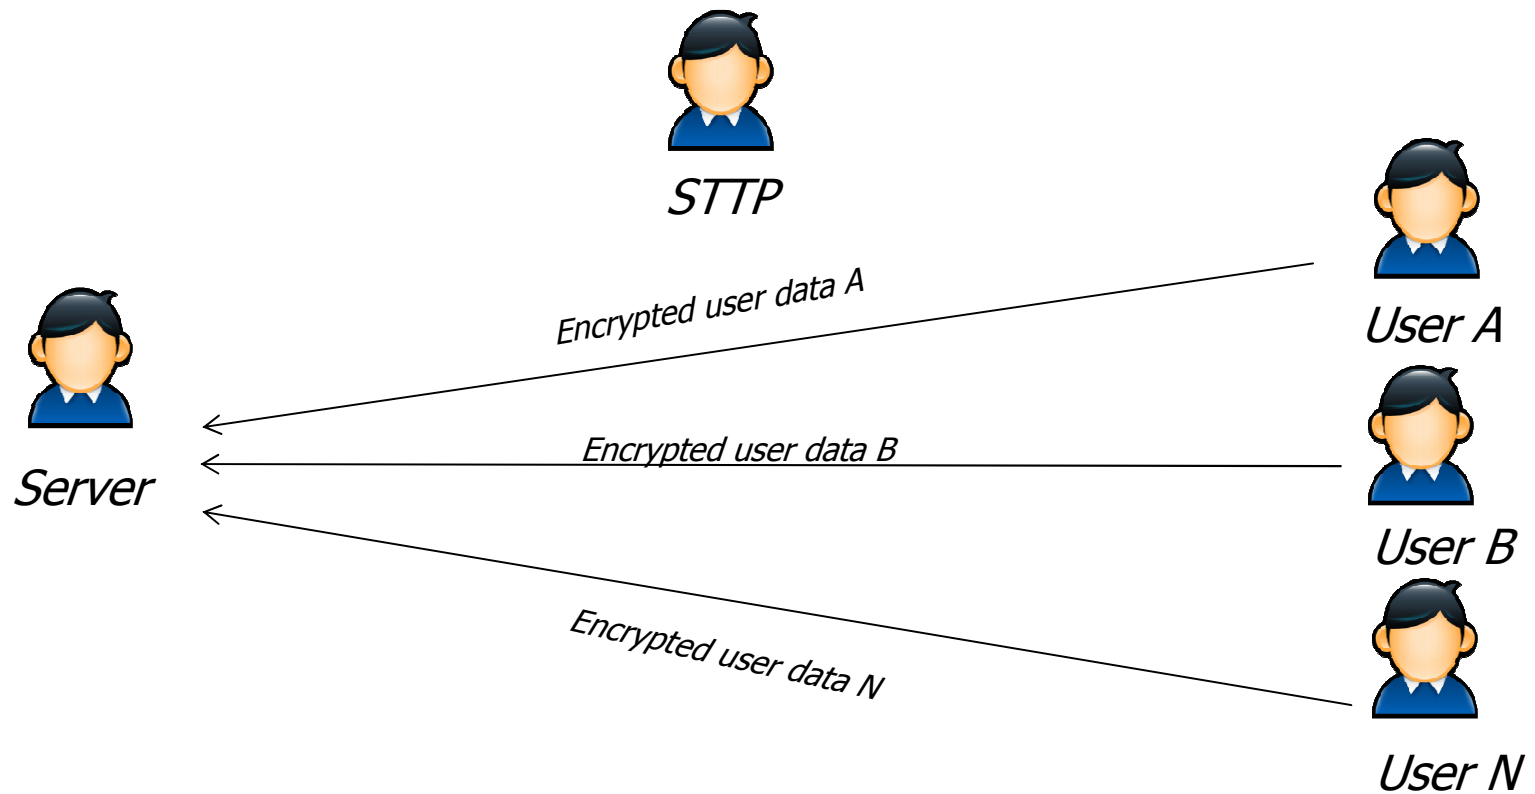 STTP
Encrypted user data A
User A
Encrypted user data B
Server
User B
Encrypted user data N
User N